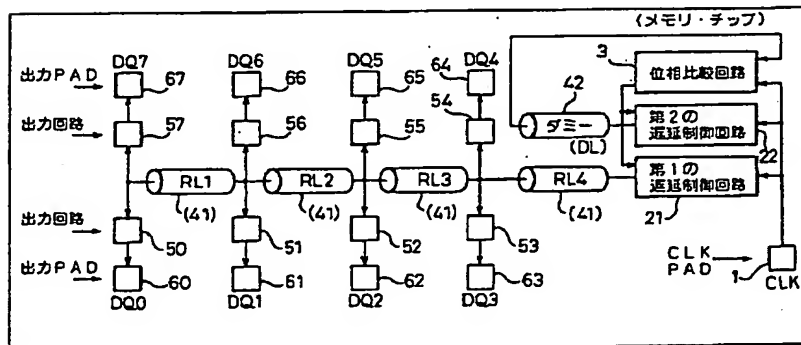 (メモリ・チップ)
DQ7 DQ6 DQ5 DQ4
出力PAD 67 66 65 64 42 3 位相比較回路
出力回路 57 56 55 54 ダミー 第2の
(DL) 遅延制御回路 22
RL1 RL2 RL3 RL4 第1の
遅延制御回路
(41) (41) (41) (41) 21
出力回路 50 51 52 53
出力PAD 60 61 62 63 CLK
PAD 1
DQ0 DQ1 DQ2 DQ3 CLK